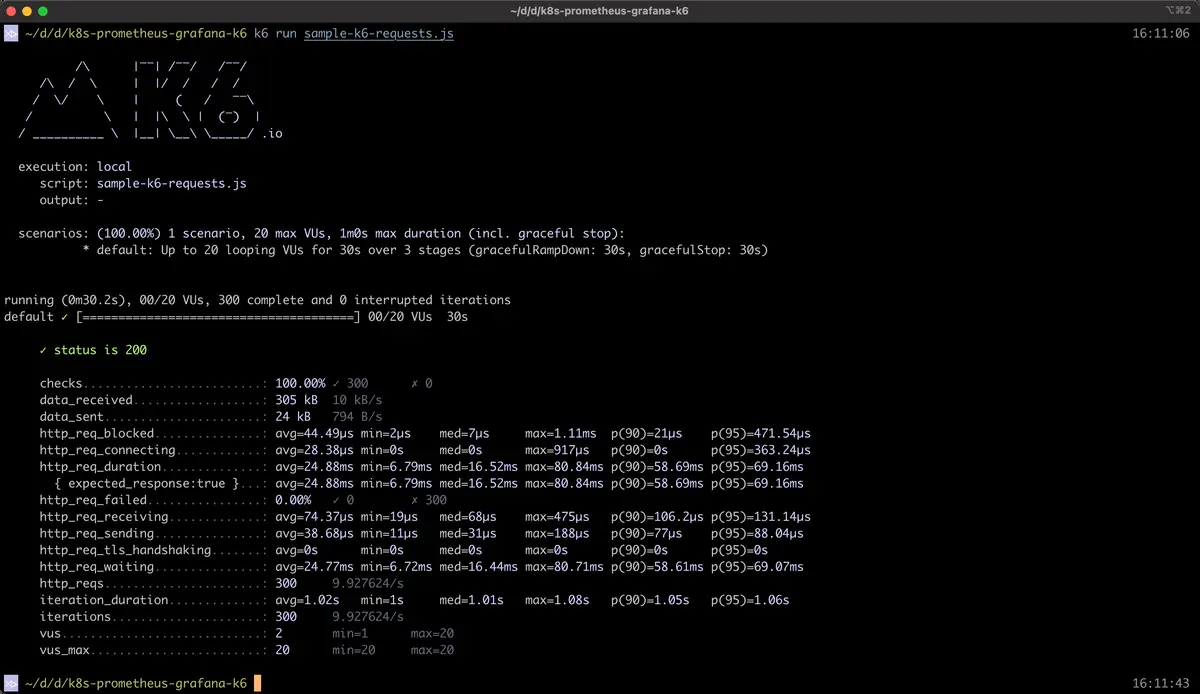 ~/d/d/k8s-prometheus-grafana-k6
⌥⌘2
~/d/d/k8s-prometheus-grafana-k6 k6 run sample-k6-requests.js 16:11:06
K6 .io
execution: local
script: sample-k6-requests.js
output: -
scenarios: (100.00%) 1 scenario, 20 max VUs, 1m0s max duration (incl. graceful stop):
* default: Up to 20 looping VUs for 30s over 3 stages (gracefulRampDown: 30s, gracefulStop: 30s)
running (0m30.2s), 00/20 VUs, 300 complete and 0 interrupted iterations
default ✓ [======================================] 00/20 VUs  30s
✓ status is 200
checks.........................: 100.00% ✓ 300      ✗ 0
data_received..................: 305 kB  10 kB/s
data_sent......................: 24 kB   794 B/s
http_req_blocked...............: avg=44.49µs min=2µs    med=7µs     max=1.11ms  p(90)=21µs    p(95)=471.54µs
http_req_connecting............: avg=28.38µs min=0s     med=0s      max=917µs   p(90)=0s      p(95)=363.24µs
http_req_duration..............: avg=24.88ms min=6.79ms med=16.52ms max=80.84ms p(90)=58.69ms p(95)=69.16ms
{ expected_response:true }...: avg=24.88ms min=6.79ms med=16.52ms max=80.84ms p(90)=58.69ms p(95)=69.16ms
http_req_failed................: 0.00%   ✓ 0        ✗ 300
http_req_receiving.............: avg=74.37µs min=19µs   med=68µs    max=475µs   p(90)=106.2µs p(95)=131.14µs
http_req_sending...............: avg=38.68µs min=11µs   med=31µs    max=188µs   p(90)=77µs    p(95)=88.04µs
http_req_tls_handshaking.......: avg=0s      min=0s     med=0s      max=0s      p(90)=0s      p(95)=0s
http_req_waiting...............: avg=24.77ms min=6.72ms med=16.44ms max=80.71ms p(90)=58.61ms p(95)=69.07ms
http_reqs......................: 300     9.927624/s
iteration_duration.............: avg=1.02s   min=1s     med=1.01s   max=1.08s   p(90)=1.05s   p(95)=1.06s
iterations.....................: 300     9.927624/s
vus............................: 2       min=1      max=20
vus_max........................: 20      min=20     max=20
~/d/d/k8s-prometheus-grafana-k6 16:11:43